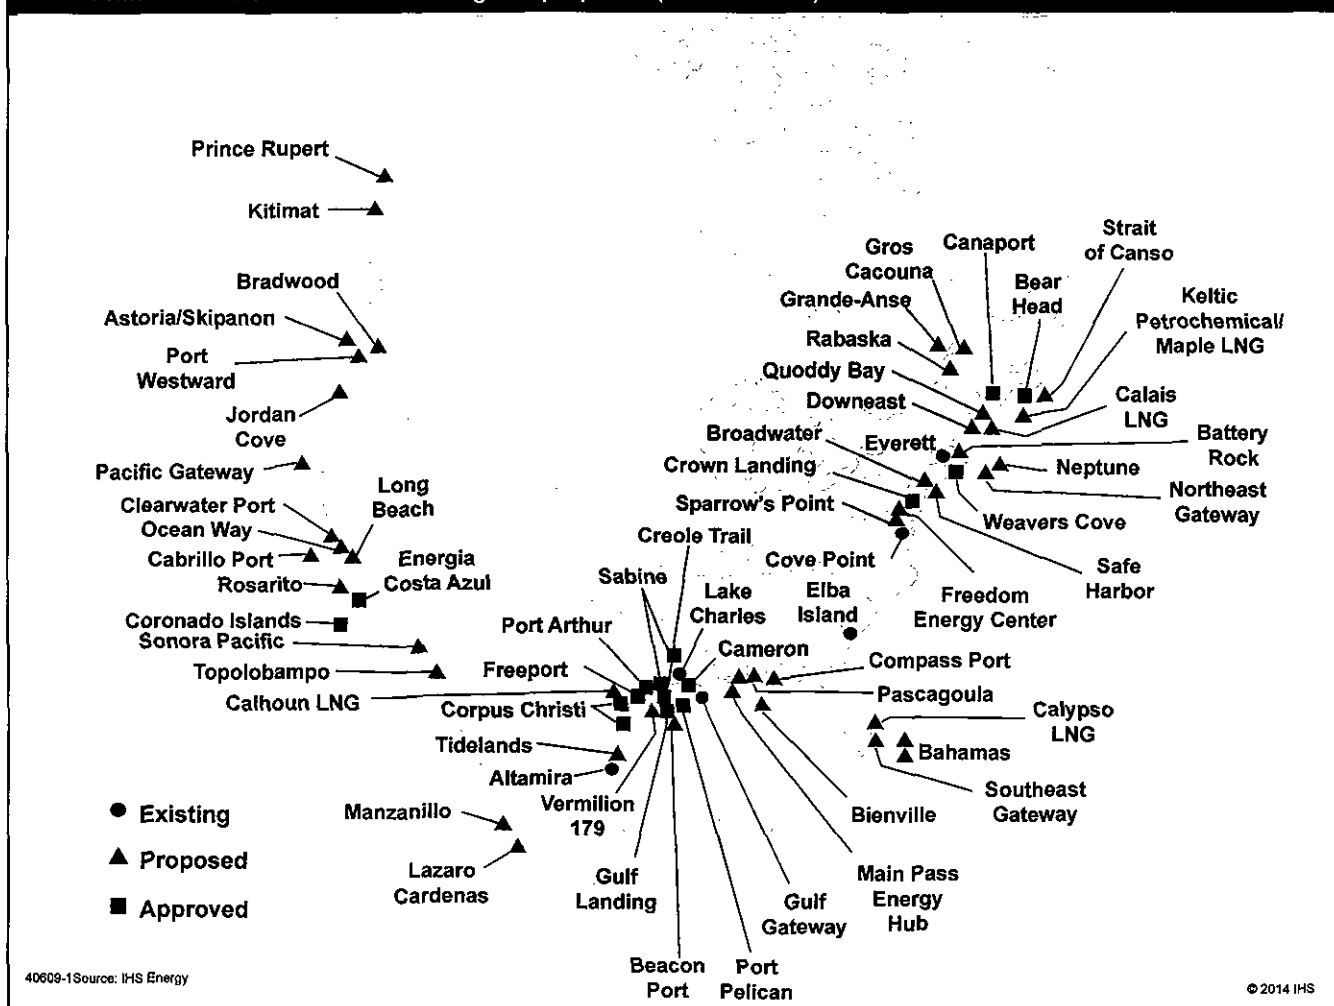 Prince Rupert
Kitimat
Bradwood
Astoria/Skipanon
Port
Westward
Jordan
Cove
Pacific Gateway
Long
Beach
Clearwater Port
Ocean Way
Cabrillo Port
Energia
Costa Azul
Rosarito
Coronado Islands
Sonora Pacific
Topolobampo
Calhoun LNG
Gros
Cacouna
Canaport
Strait
of Canso
Grande-Anse
Bear
Head
Keltic
Petrochemical/
Maple LNG
Rabaska
Quoddy Bay
Downeast
Calais
LNG
Broadwater
Everett
Battery
Rock
Crown Landing
Neptune
Sparrow's Point
Northeast
Gateway
Weavers Cove
Creole Trail
Cove Point
Safe
Harbor
Sabine
Lake
Charles
Elba
Island
Freedom
Energy Center
Port Arthur
Cameron
Freeport
Compass Port
Pascagoula
Corpus Christi
Calypso
LNG
Tidelands
Bahamas
Altamira
Southeast
Gateway
Vermilion
179
Bienville
Manzanillo
Lazaro
Cardenas
Gulf
Landing
Main Pass
Energy
Hub
Gulf
Gateway
Beacon
Port
Port
Pelican
Existing
Proposed
Approved
40609-1Source: IHS Energy
© 2014 IHS